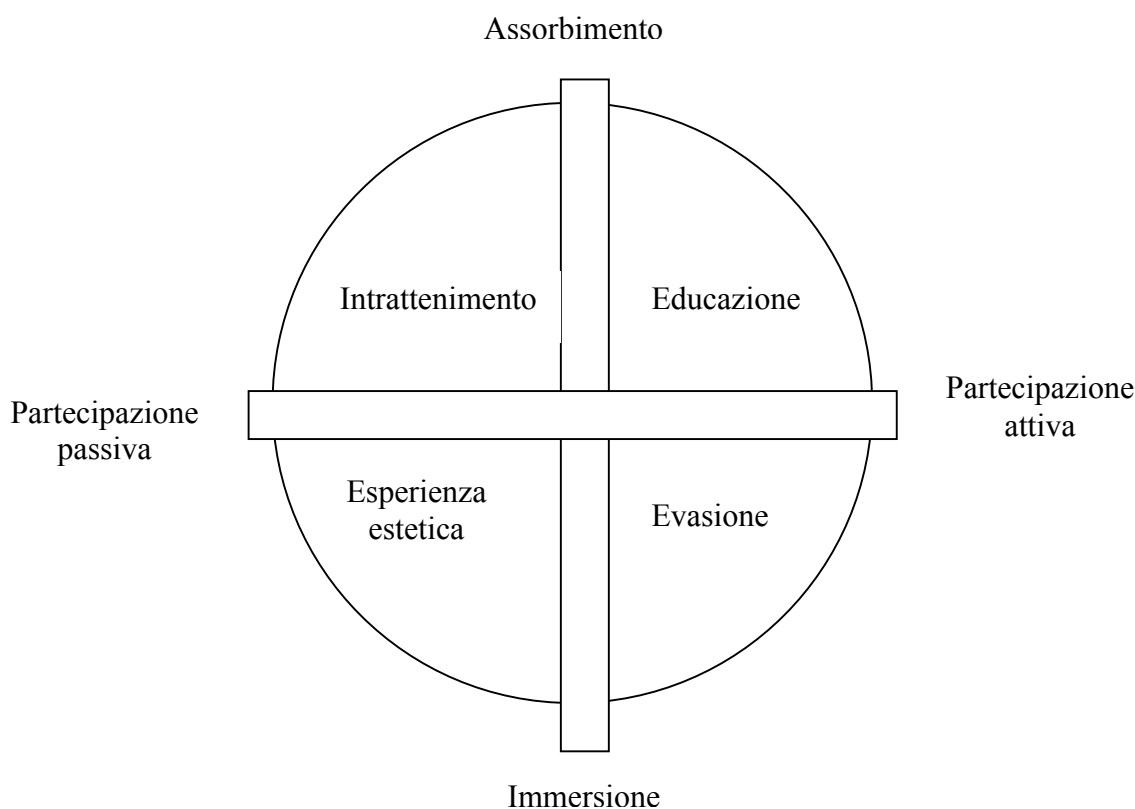 Assorbimento
Intrattenimento
Educazione
Partecipazione
passiva
Partecipazione
attiva
Esperienza
estetica
Evasione
Immersione